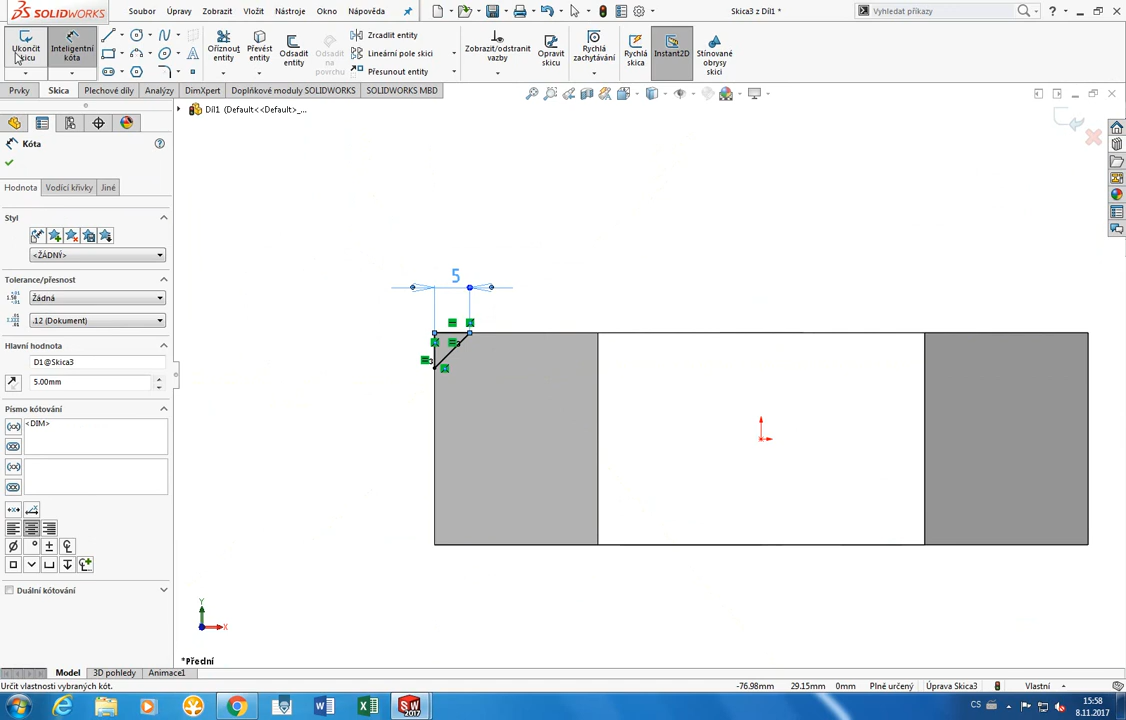 SOLIDWORKS
Soubor Úpravy Zobrazit Vložit Nástroje Okno Nápověda
Skica3 z Díl1 *
Vyhledat příkazy
Ukončit skicu
Inteligentní kóta
Oříznout entity
Převést entity
Odsadit entity
Odsadit na povrchu
Zrcadlit entity
Lineární pole skici
Přesunout entity
Zobrazit/odstranit vazby
Opravit skicu
Rychlá zachytávání
Rychlá skica
Instant2D
Stínované obrysy skici
Prvky Skica Plechové díly Analýzy DimXpert Doplňkové moduly SOLIDWORKS SOLIDWORKS MBD
Díl1 (Default<<Default>_...
Kóta
Hodnota Vodící křivky Jiné
Styl
<ŽÁDNÝ>
Tolerance/přesnost
Žádná
.12 (Dokument)
Hlavní hodnota
D1@Skica3
5.00mm
Písmo kótování
<DIM>
Duální kótování
5
Y
X
*Přední
Model 3D pohledy Animace1
Určit vlastnosti vybraných kót.
-76.98mm 29.15mm 0mm Plně určený Úprava Skica3 Vlastní
CS
15:58
8.11.2017